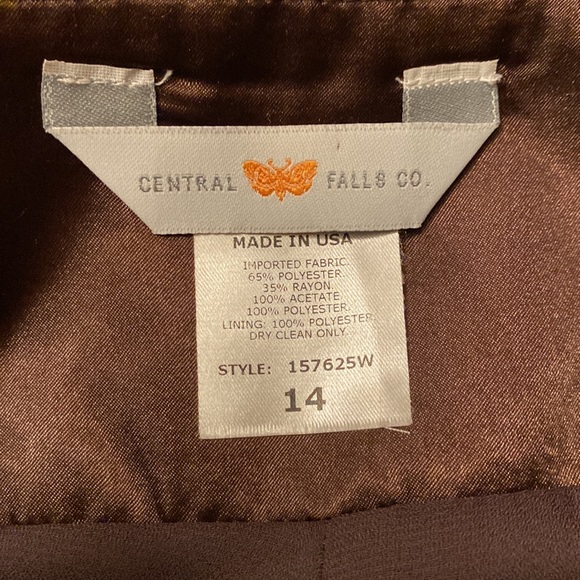 CENTRAL FALLS CO.
MADE IN USA
IMPORTED FABRIC.
65% POLYESTER
35% RAYON.
100% ACETATE
100% POLYESTER.
LINING: 100% POLYESTER.
DRY CLEAN ONLY.
STYLE: 157625W
14